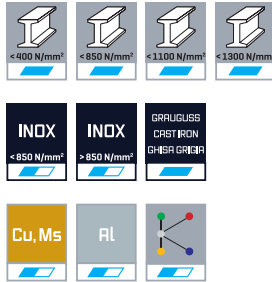 <400 N/mm² <850 N/mm² <1100 N/mm² <1300 N/mm²
INOX INOX GRAUGUSS
CAST IRON
GHISA GRIGIA
<850 N/mm² >850 N/mm²
Cu, Ms Al